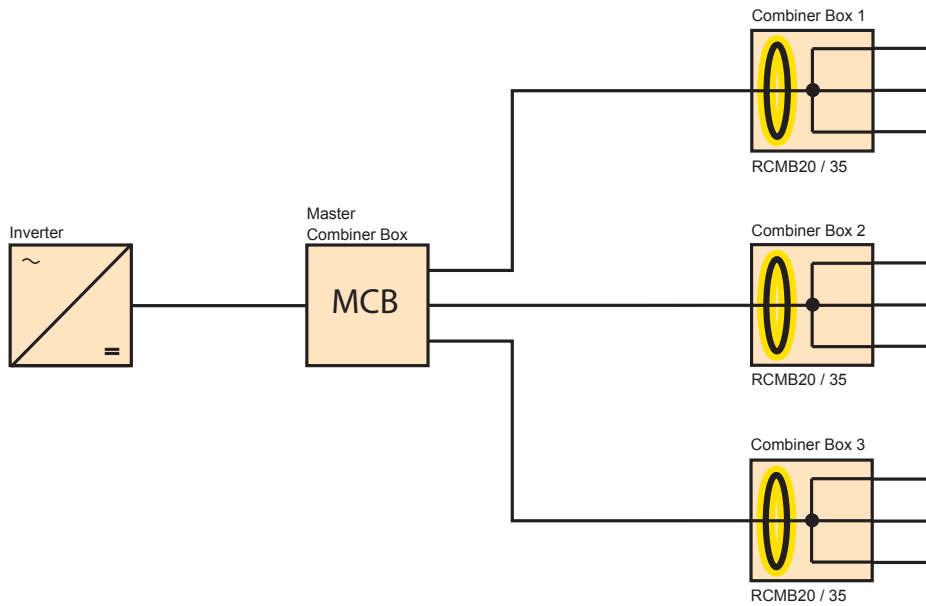 Combiner Box 1
RCMB20 / 35
Master
Combiner Box
Inverter
MCB
Combiner Box 2
RCMB20 / 35
Combiner Box 3
RCMB20 / 35